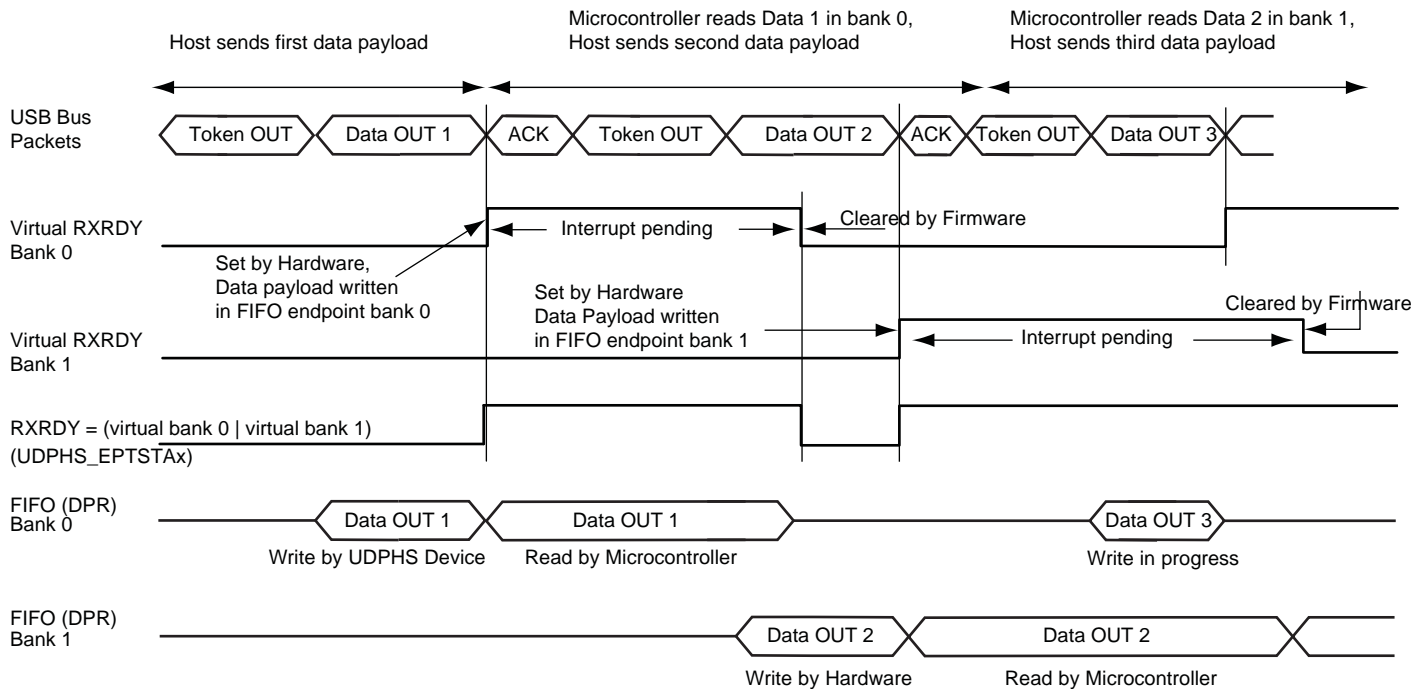 Host sends first data payload
Microcontroller reads Data 1 in bank 0,
Host sends second data payload
Microcontroller reads Data 2 in bank 1,
Host sends third data payload
USB Bus
Packets
Token OUT
Data OUT 1
ACK
Token OUT
Data OUT 2
ACK
Token OUT
Data OUT 3
Virtual RXRDY
Bank 0
Interrupt pending
Cleared by Firmware
Set by Hardware,
Data payload written
in FIFO endpoint bank 0
Set by Hardware
Data Payload written
in FIFO endpoint bank 1
Cleared by Firmware
Virtual RXRDY
Bank 1
Interrupt pending
RXRDY = (virtual bank 0 | virtual bank 1)
(UDPHS_EPTSTAx)
FIFO (DPR)
Bank 0
Data OUT 1
Data OUT 1
Data OUT 3
Write by UDPHS Device
Read by Microcontroller
Write in progress
FIFO (DPR)
Bank 1
Data OUT 2
Data OUT 2
Write by Hardware
Read by Microcontroller